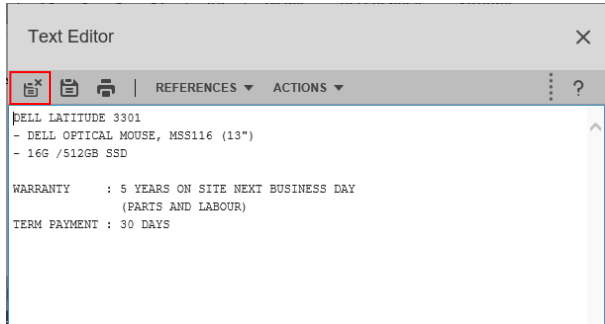 Text Editor
REFERENCES ACTIONS ?
DELL LATITUDE 3301
- DELL OPTICAL MOUSE, MSS116 (13")
- 16G /512GB SSD
WARRANTY : 5 YEARS ON SITE NEXT BUSINESS DAY
(PARTS AND LABOUR)
TERM PAYMENT : 30 DAYS